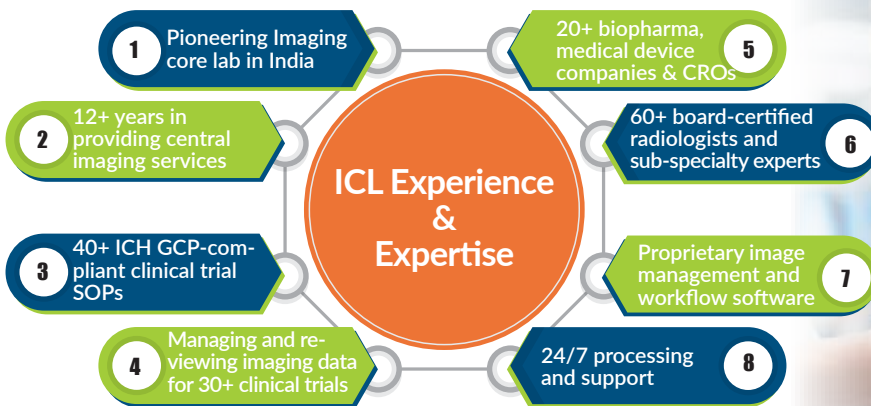 1
Pioneering Imaging
core lab in India
2
12+ years in
providing central
imaging services
3
40+ ICH GCP-com-
pliant clinical trial
SOPs
4
Managing and re-
viewing imaging data
for 30+ clinical trials
ICL Experience
&
Expertise
20+ biopharma,
medical device
companies & CROs
5
60+ board-certified
radiologists and
sub-specialty experts
6
Proprietary image
management and
workflow software
7
24/7 processing
and support
8